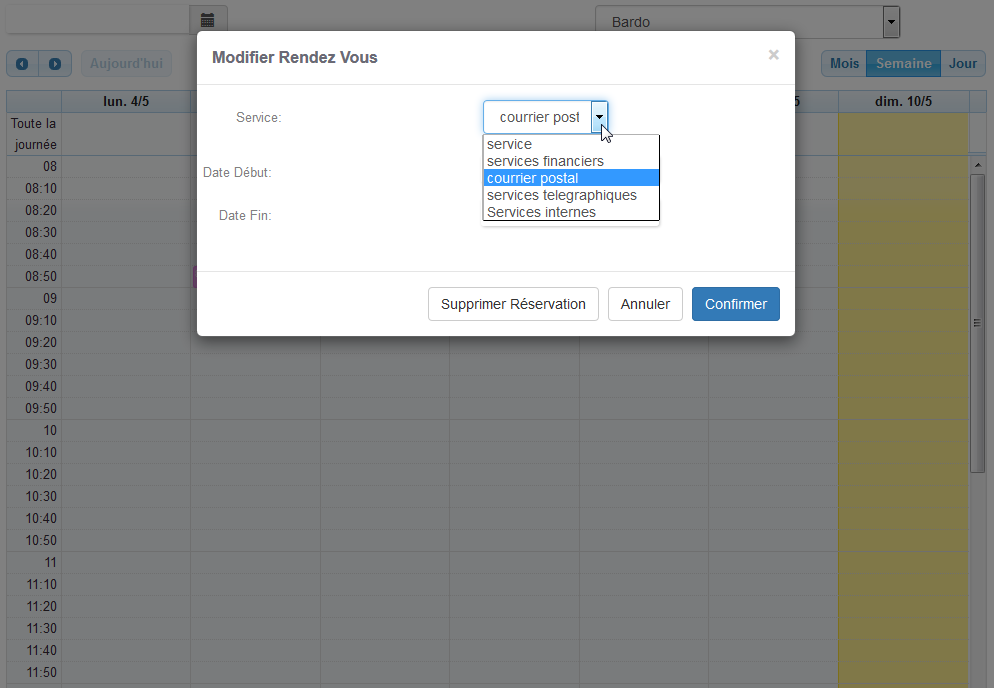 Bardo
Modifier Rendez Vous
×
Aujourd'hui
Mois Semaine Jour
lun. 4/5
5
dim. 10/5
Service:
courrier post
Toute la
journée
service
services financiers
courrier postal
services telegraphiques
Services internes
Date Début:
Date Fin:
Supprimer Réservation
Annuler
Confirmer
08
08:10
08:20
08:30
08:40
08:50
09
09:10
09:20
09:30
09:40
09:50
10
10:10
10:20
10:30
10:40
10:50
11
11:10
11:20
11:30
11:40
11:50